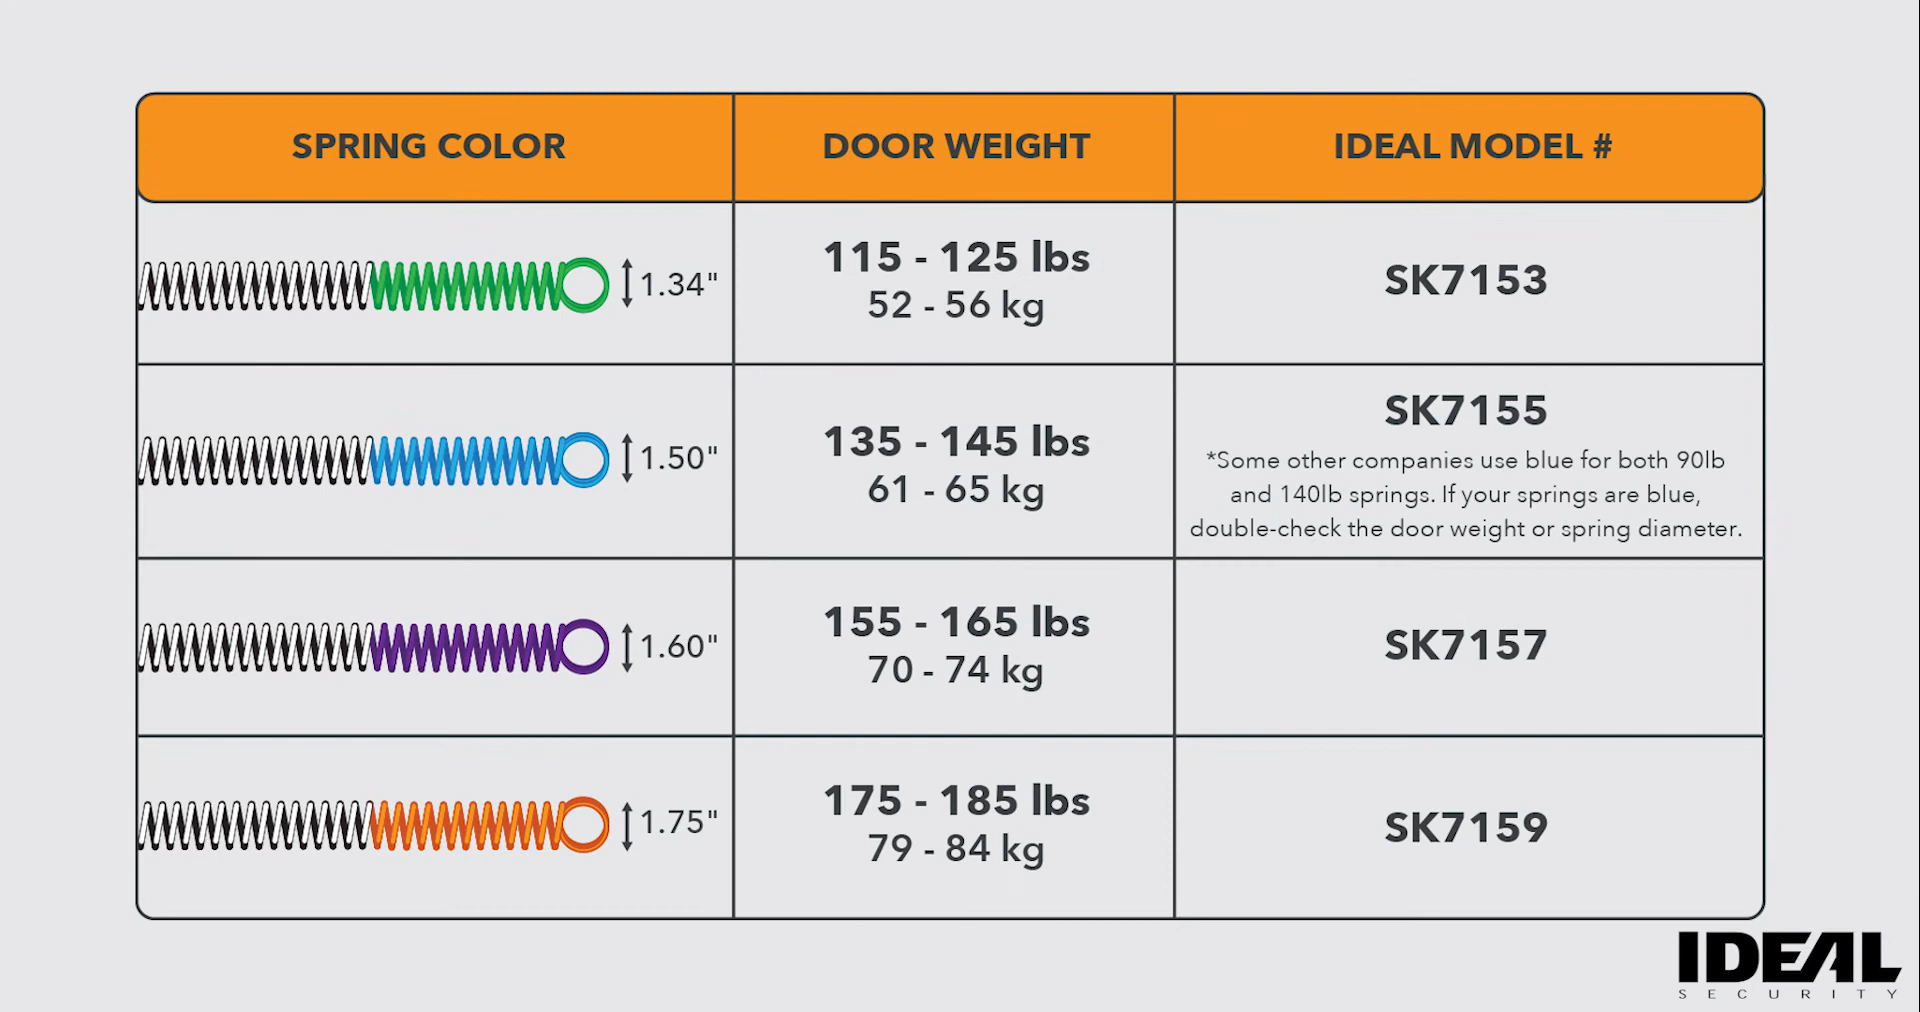 SPRING COLOR
DOOR WEIGHT
IDEAL MODEL #
1.34"
115 - 125 lbs
52 - 56 kg
SK7153
1.50"
135 - 145 lbs
61 - 65 kg
SK7155
*Some other companies use blue for both 90lb
and 140lb springs. If your springs are blue,
double-check the door weight or spring diameter.
1.60"
155 - 165 lbs
70 - 74 kg
SK7157
1.75"
175 - 185 lbs
79 - 84 kg
SK7159
IDEAL
SECURITY